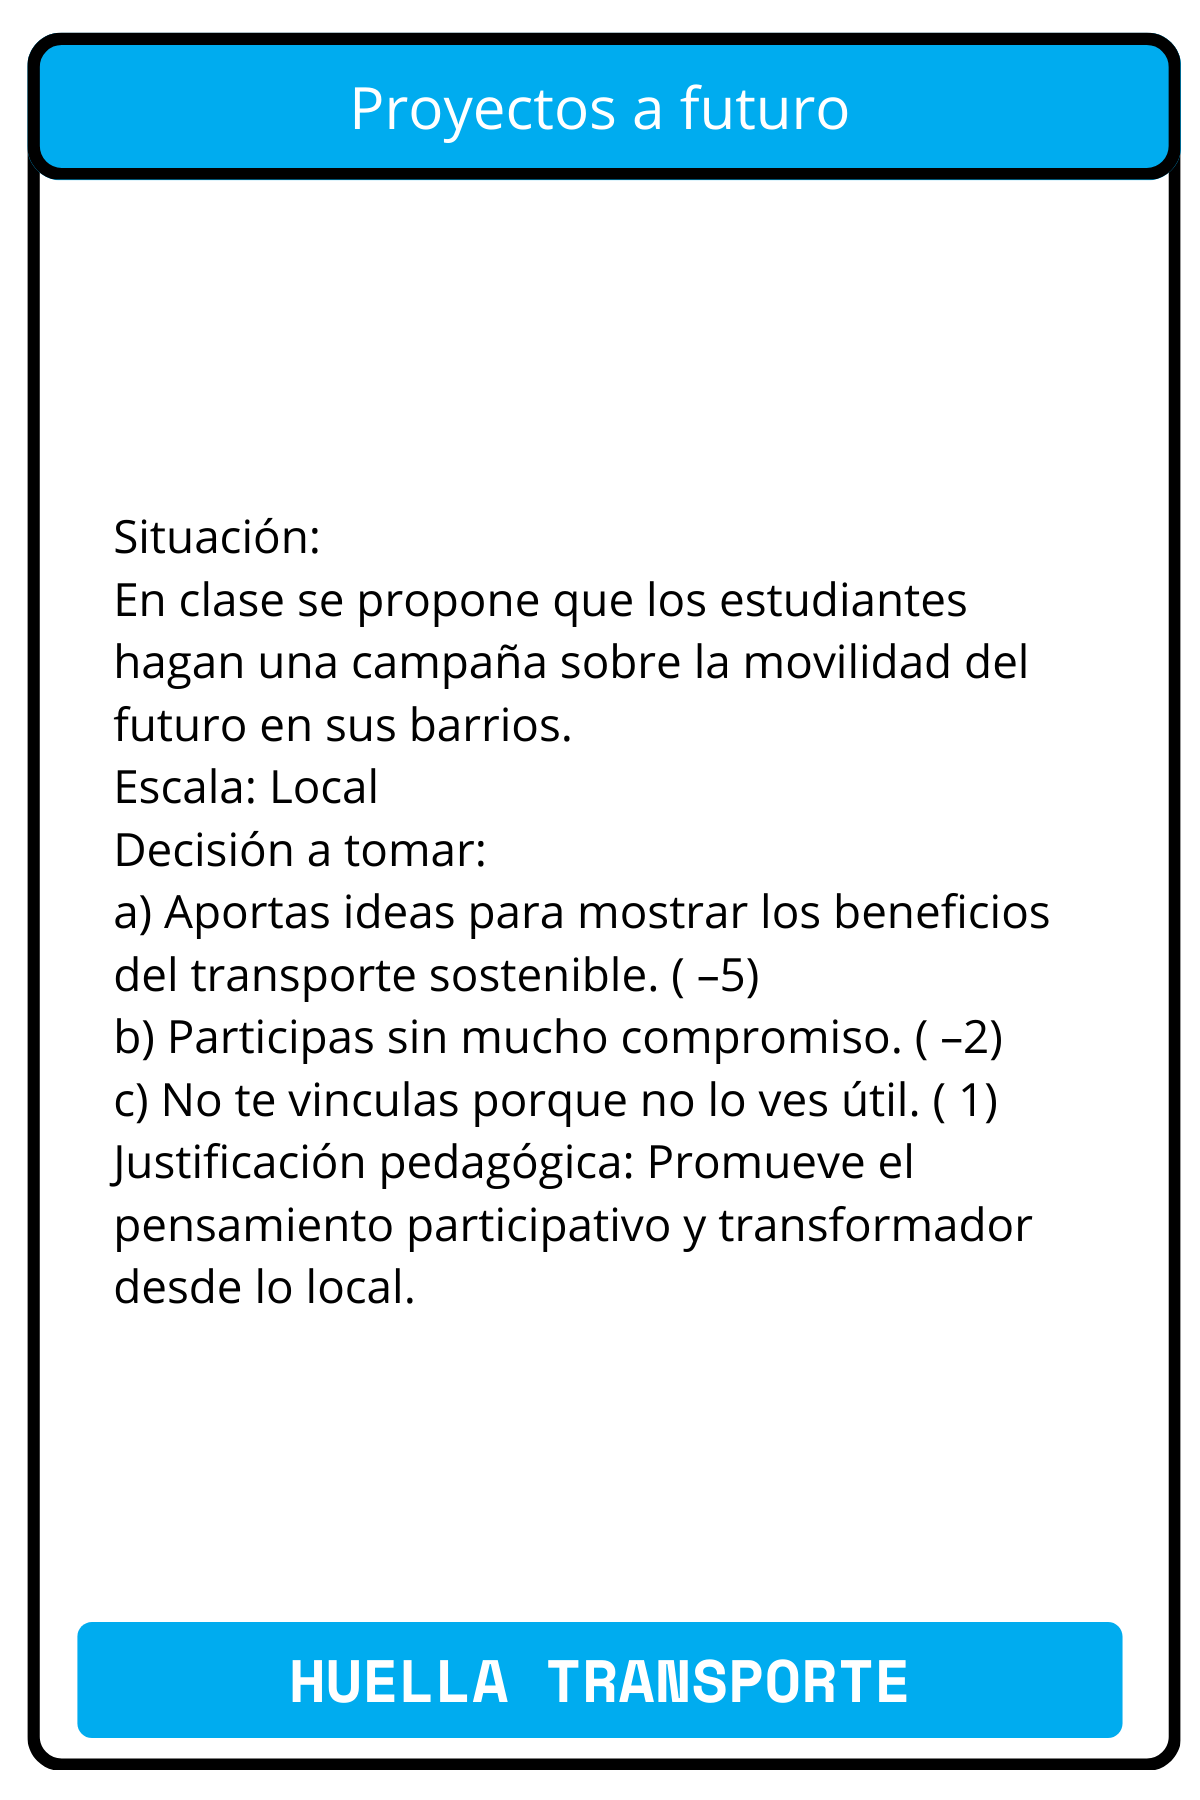 Proyectos a futuro
Situación:
En clase se propone que los estudiantes
hagan una campaña sobre la movilidad del
futuro en sus barrios.
Escala: Local
Decisión a tomar:
a) Aportas ideas para mostrar los beneficios
del transporte sostenible. ( –5)
b) Participas sin mucho compromiso. ( –2)
c) No te vinculas porque no lo ves útil. ( 1)
Justificación pedagógica: Promueve el
pensamiento participativo y transformador
desde lo local.
HUELLA TRANSPORTE